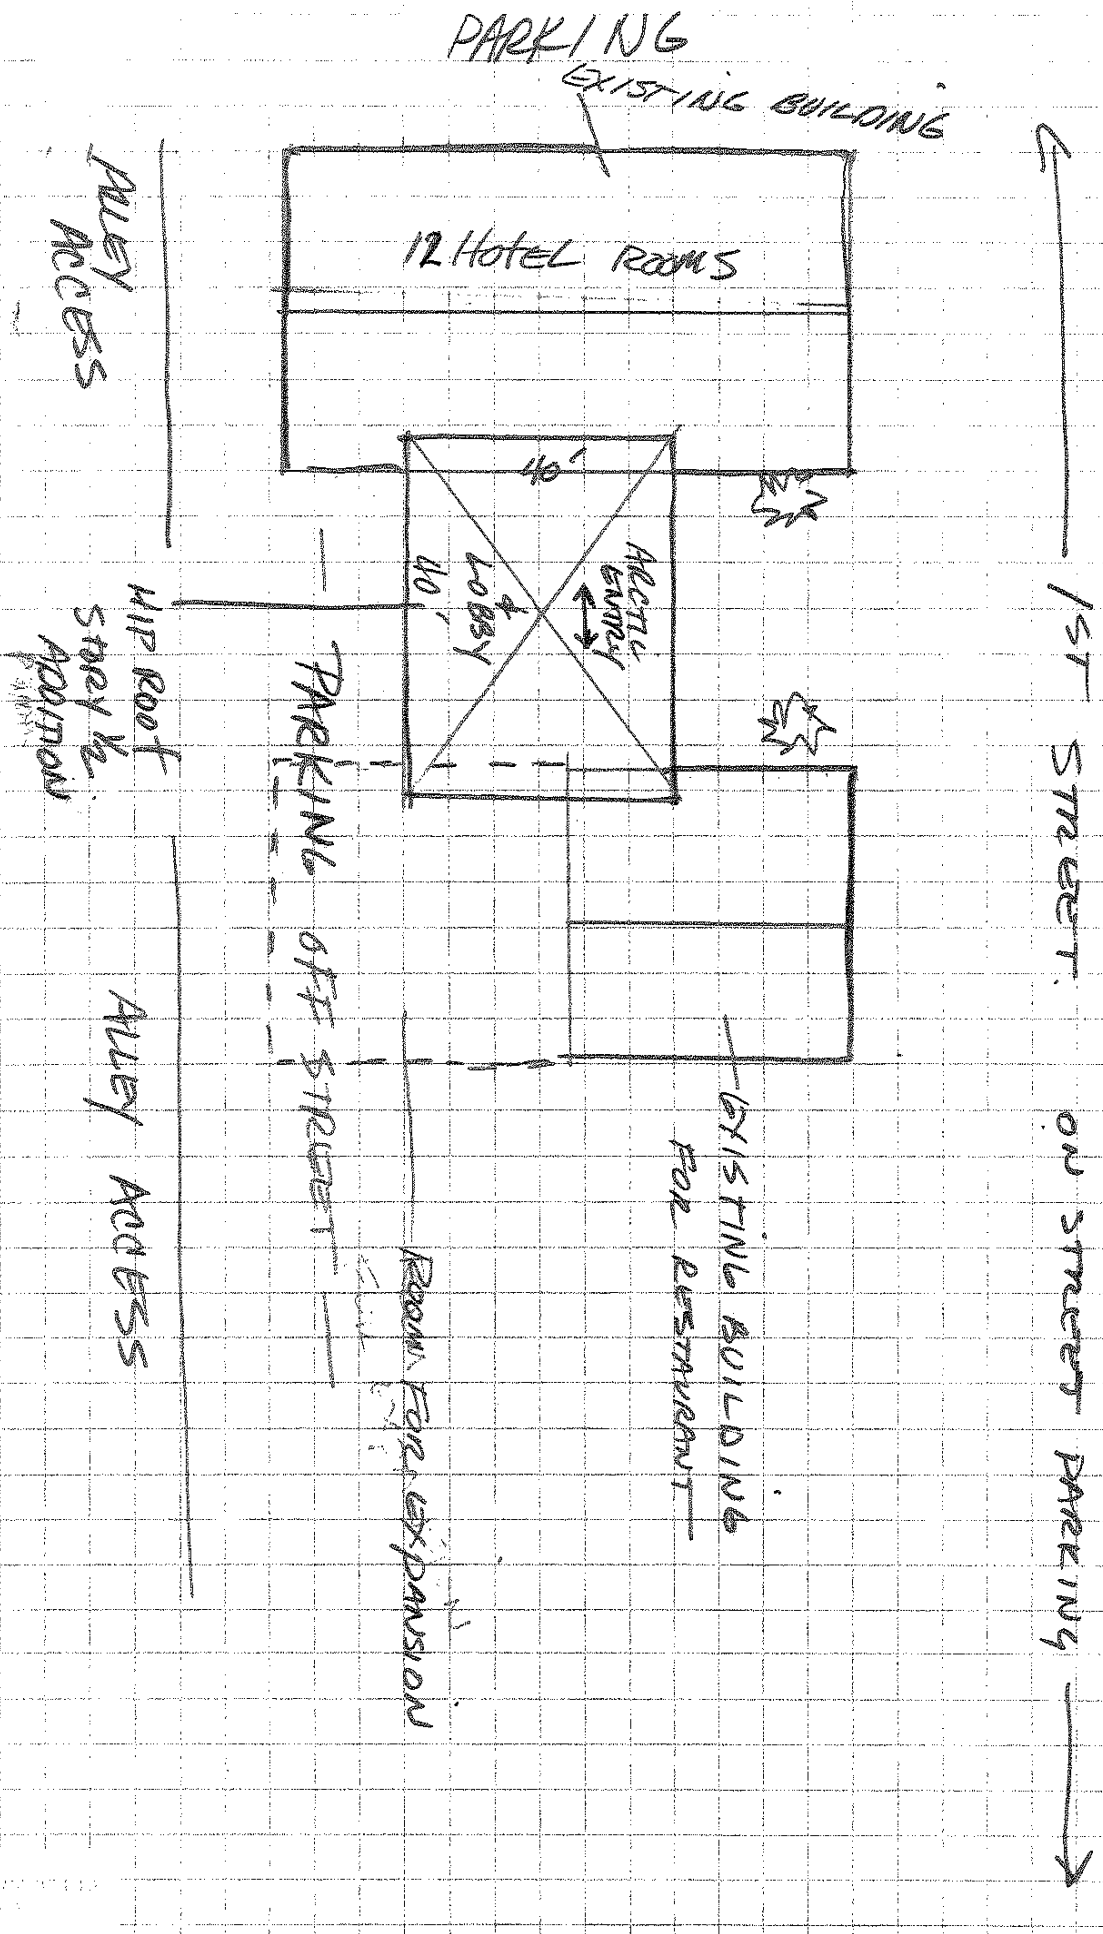 PARKING
EXISTING BUILDING
12 HOTEL ROOMS
40'
ARCTIC
ENTRY
&
LOBBY
40'
1ST STREET. ON STREET PARKING
ALLEY
ACCESS
HIP ROOF
STORY 1/2
ADDITION
PARKING OFF STREET
ALLEY ACCESS
EXISTING BUILDING
FOR RESTAURANT
ROOM FOR EXPANSION